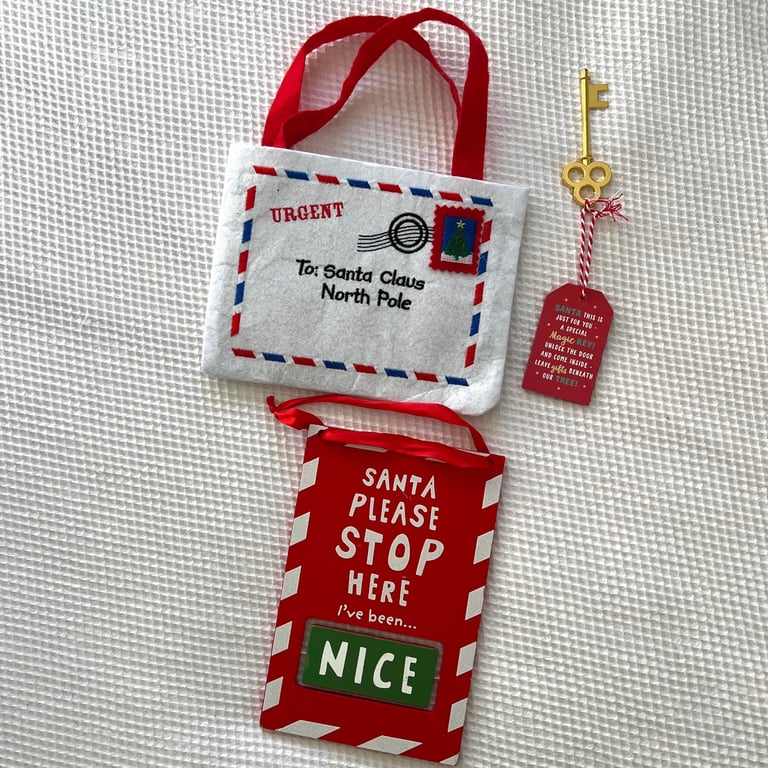 URGENT
To: Santa Claus
North Pole
SANTA THIS IS
JUST FOR YOU -
A SPECIAL
Magic KEY!
UNLOCK THE DOOR
AND COME INSIDE -
LEAVE gifts BENEATH
OUR TREE!
SANTA
PLEASE
STOP
HERE
I've been...
NICE